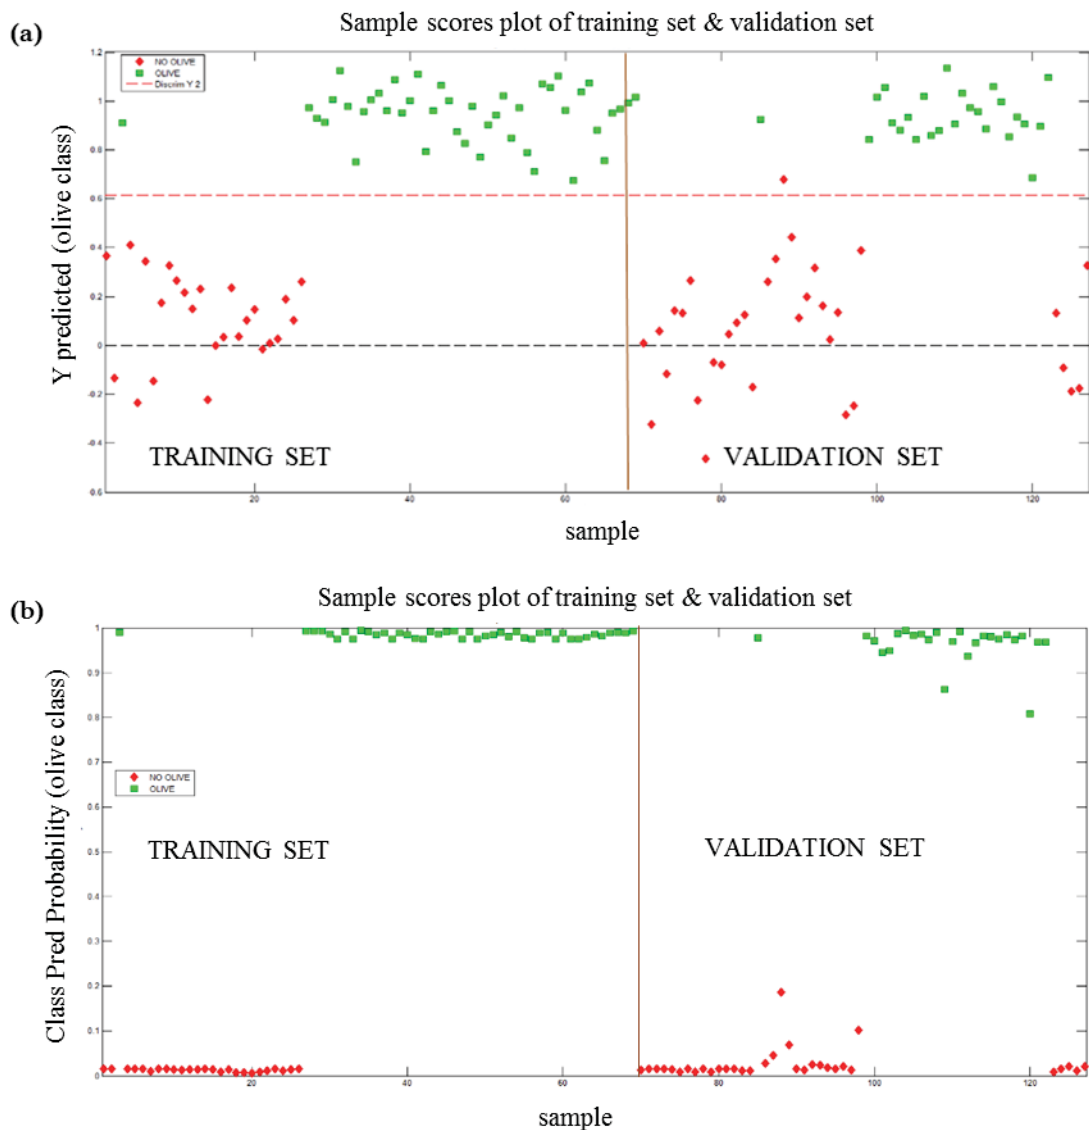 (a)
Sample scores plot of training set & validation set
NO OLIVE
OLIVE
Discrim Y 2
Y predicted (olive class)
1.2
1
0.8
0.6
0.4
0.2
0
-0.2
-0.4
0.6
TRAINING SET
VALIDATION SET
20
40
60
80
100
120
sample
(b)
Sample scores plot of training set & validation set
Class Pred Probability (olive class)
1
0.9
0.8
0.7
0.6
0.5
0.4
0.3
0.2
0.1
0
NO OLIVE
OLIVE
TRAINING SET
VALIDATION SET
20
40
60
80
100
120
sample